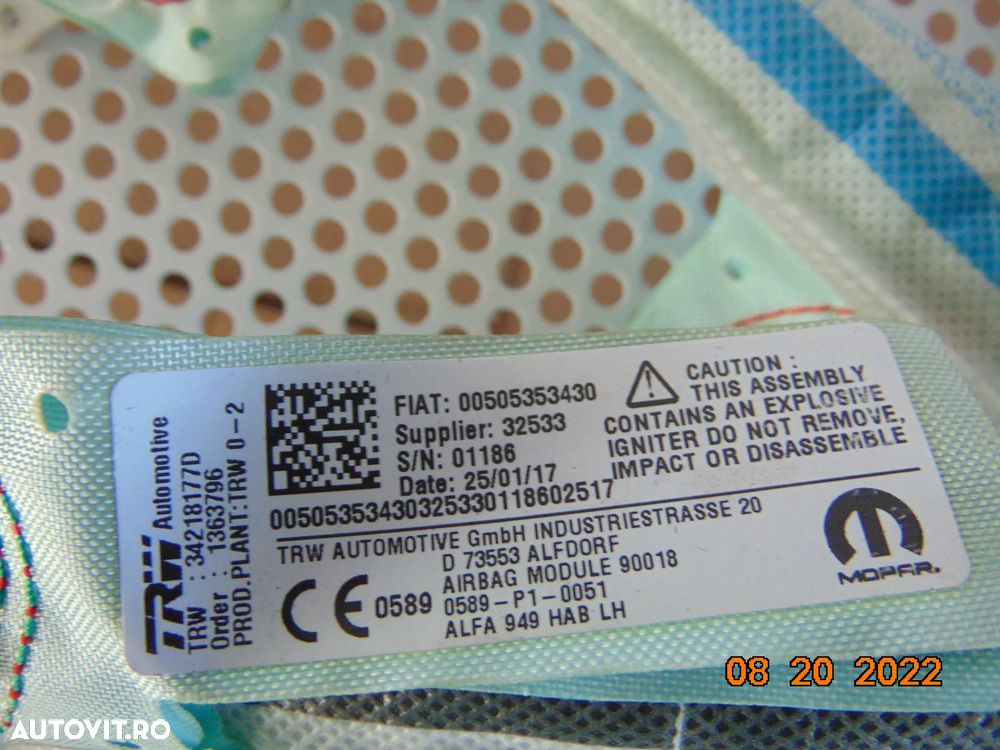 TRW Automotive
TRW : 34218177D
Order : 1363796
PROD.PLANT:TRW 0-2
FIAT: 00505353430
Supplier: 32533
S/N: 01186
Date: 25/01/17
00505353430325330118602517
CAUTION :
THIS ASSEMBLY
CONTAINS AN EXPLOSIVE
IGNITER DO NOT REMOVE,
IMPACT OR DISASSEMBLE
TRW AUTOMOTIVE GmbH INDUSTRIESTRASSE 20
D 73553 ALFDORF
AIRBAG MODULE 90018
CE 0589 0589-P1-0051
ALFA 949 HAB LH
MOPAR.
08 20 2022
AUTOVIT.RO